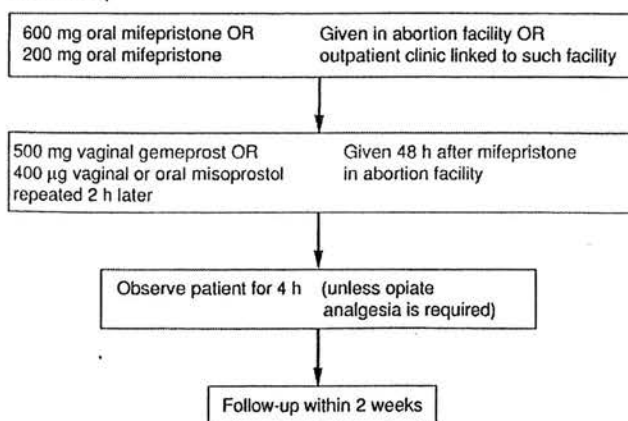 600 mg oral mifepristone OR
200 mg oral mifepristone
Given in abortion facility OR
outpatient clinic linked to such facility
500 mg vaginal gemeprost OR
400 μg vaginal or oral misoprostol
repeated 2 h later
Given 48 h after mifepristone
in abortion facility
Observe patient for 4 h
(unless opiate
analgesia is required)
Follow-up within 2 weeks